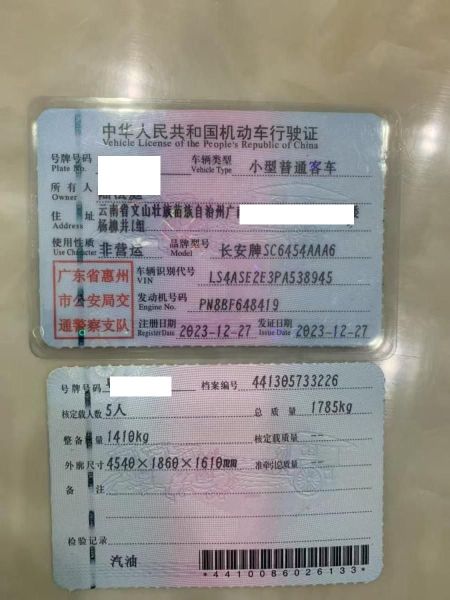 中华人民共和国机动车行驶证
Vehicle License of the People's Republic of China
号牌号码 Plate No. 车辆类型 Vehicle Type 小型普通客车
所有人 Owner
住址 Address 云南省文山壮族苗族自治州广
杨柳井1组
使用性质 Use Character 非营运 品牌型号 Model 长安牌SC6454AAA6
广东省惠州市公安局交通警察支队
车辆识别代号 VIN LS4ASE2E3PA538945
发动机号码 Engine No. PN8BF648419
注册日期 Register Date 2023-12-27 发证日期 Issue Date 2023-12-27
号牌号码 档案编号 441305733226
核定载人数 5人 总质量 1785kg
整备质量 1410kg 核定载质量 --
外廓尺寸 4540×1860×1610mm 准牵引总质量 --
备注
检验记录
汽油
*4410086026133*